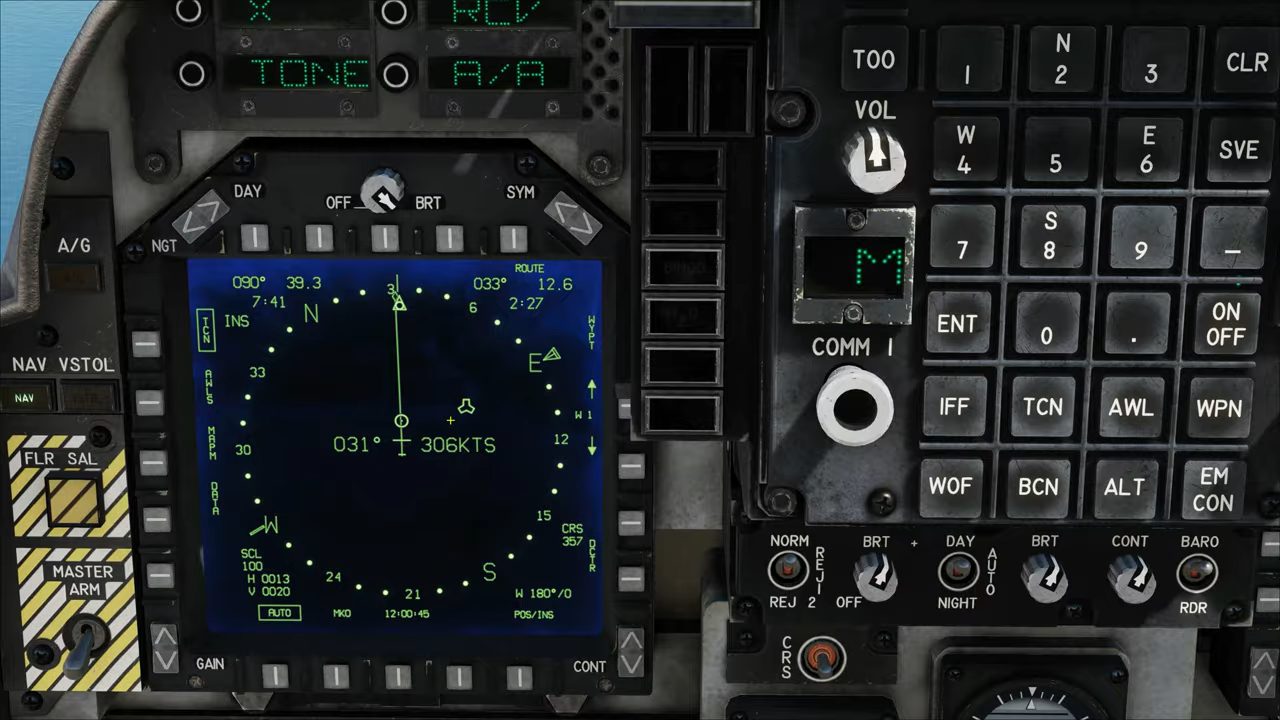 X
RCV
TONE
A/A
DAY
OFF
BRT
SYM
NGT
A/G
NAV VSTOL
NAV
FLR SAL
MASTER
ARM
GAIN
CONT
ROUTE
090° 39.3
033° 12.6
7:41
2:27
TCN
INS
N
3
6
E
33
30
W
24
21
S
15
12
AWLS
MAPM
DATA
WYPT
W 1
031°
306KTS
CRS
357
DCTR
SCL
100
H 0013
V 0020
W 180°/0
AUTO
MKO
12:00:45
POS/INS
TOO
1
N
2
3
CLR
VOL
W
4
5
E
6
SVE
7
S
8
9
–
M
ENT
0
.
ON
OFF
COMM 1
IFF
TCN
AWL
WPN
WOF
BCN
ALT
EM
CON
NORM
REJ 1
REJ 2
BRT
OFF
+
DAY
AUTO
NIGHT
BRT
CONT
BARO
RDR
CRS